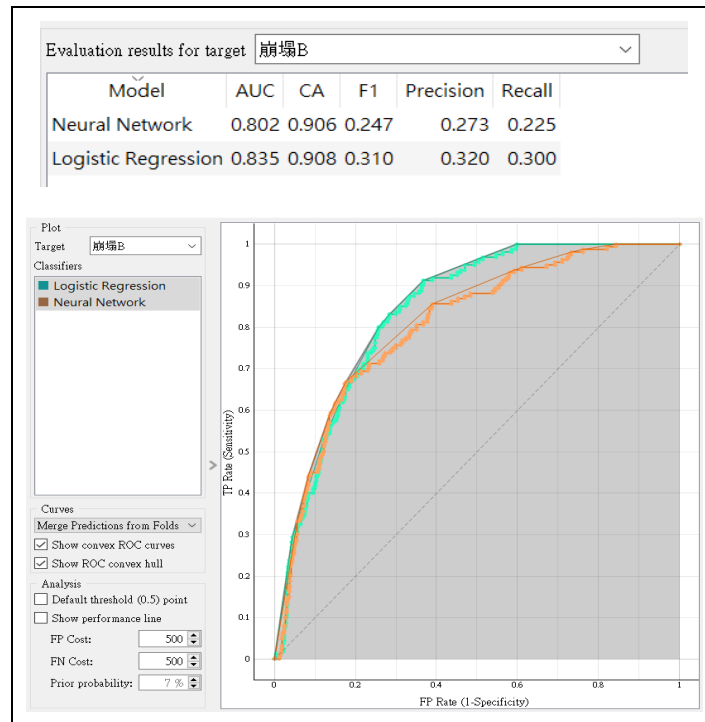 Evaluation results for target 崩塌B
Model AUC CA F1 Precision Recall
Neural Network 0.802 0.906 0.247 0.273 0.225
Logistic Regression 0.835 0.908 0.310 0.320 0.300
Plot
Target 崩塌B
Classifiers
Logistic Regression
Neural Network
Curves
Merge Predictions from Folds
Show convex ROC curves
Show ROC convex hull
Analysis
Default threshold (0.5) point
Show performance line
FP Cost: 500
FN Cost: 500
Prior probability: 7 %
>
TP Rate (Sensitivity)
1
0.9
0.8
0.7
0.6
0.5
0.4
0.3
0.2
0.1
0
0 0.2 0.4 0.6 0.8 1
FP Rate (1-Specificity)